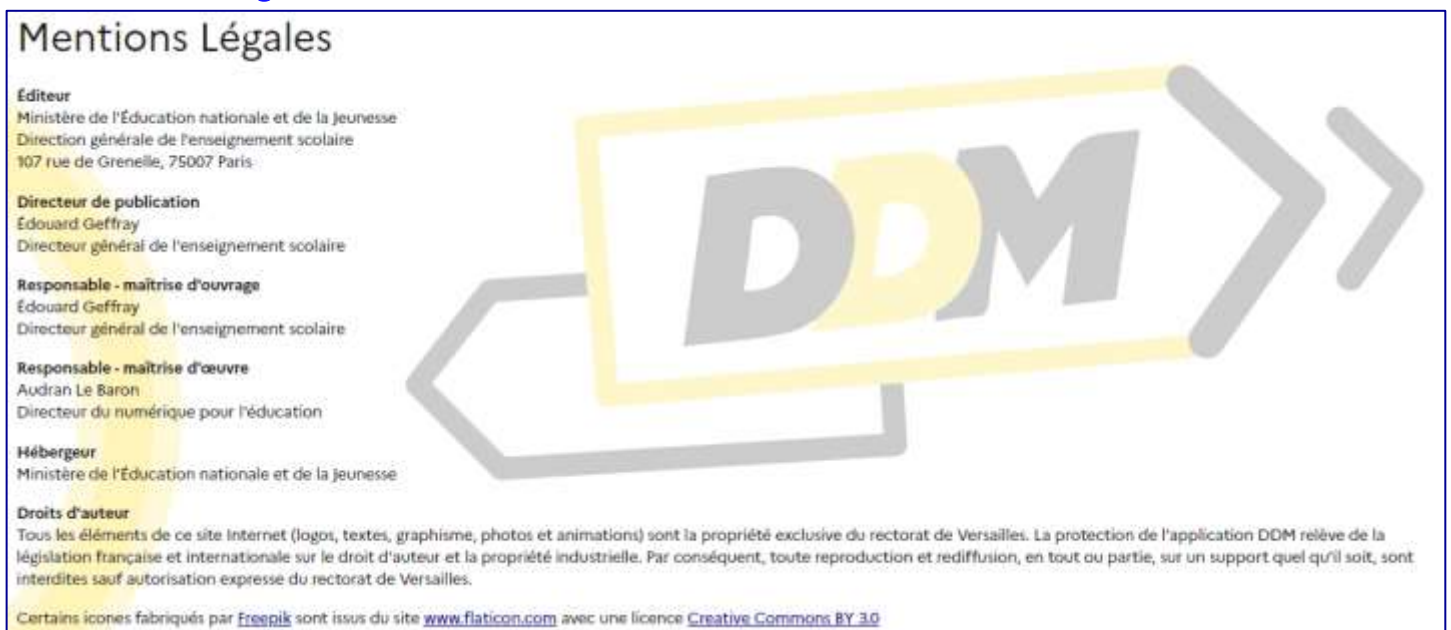 Mentions Légales
Éditeur
Ministère de l'Éducation nationale et de la Jeunesse
Direction générale de l'enseignement scolaire
107 rue de Grenelle, 75007 Paris
Directeur de publication
Édouard Geffray
Directeur général de l'enseignement scolaire
Responsable - maîtrise d'ouvrage
Édouard Geffray
Directeur général de l'enseignement scolaire
Responsable - maîtrise d'œuvre
Audran Le Baron
Directeur du numérique pour l'éducation
Hébergeur
Ministère de l'Éducation nationale et de la Jeunesse
Droits d'auteur
Tous les éléments de ce site Internet (logos, textes, graphisme, photos et animations) sont la propriété exclusive du rectorat de Versailles. La protection de l'application DDM relève de la
législation française et internationale sur le droit d'auteur et la propriété industrielle. Par conséquent, toute reproduction et rediffusion, en tout ou partie, sur un support quel qu'il soit, sont
interdites sauf autorisation expresse du rectorat de Versailles.
Certains icones fabriqués par Freepik sont issus du site www.flaticon.com avec une licence Creative Commons BY 3.0
DDM